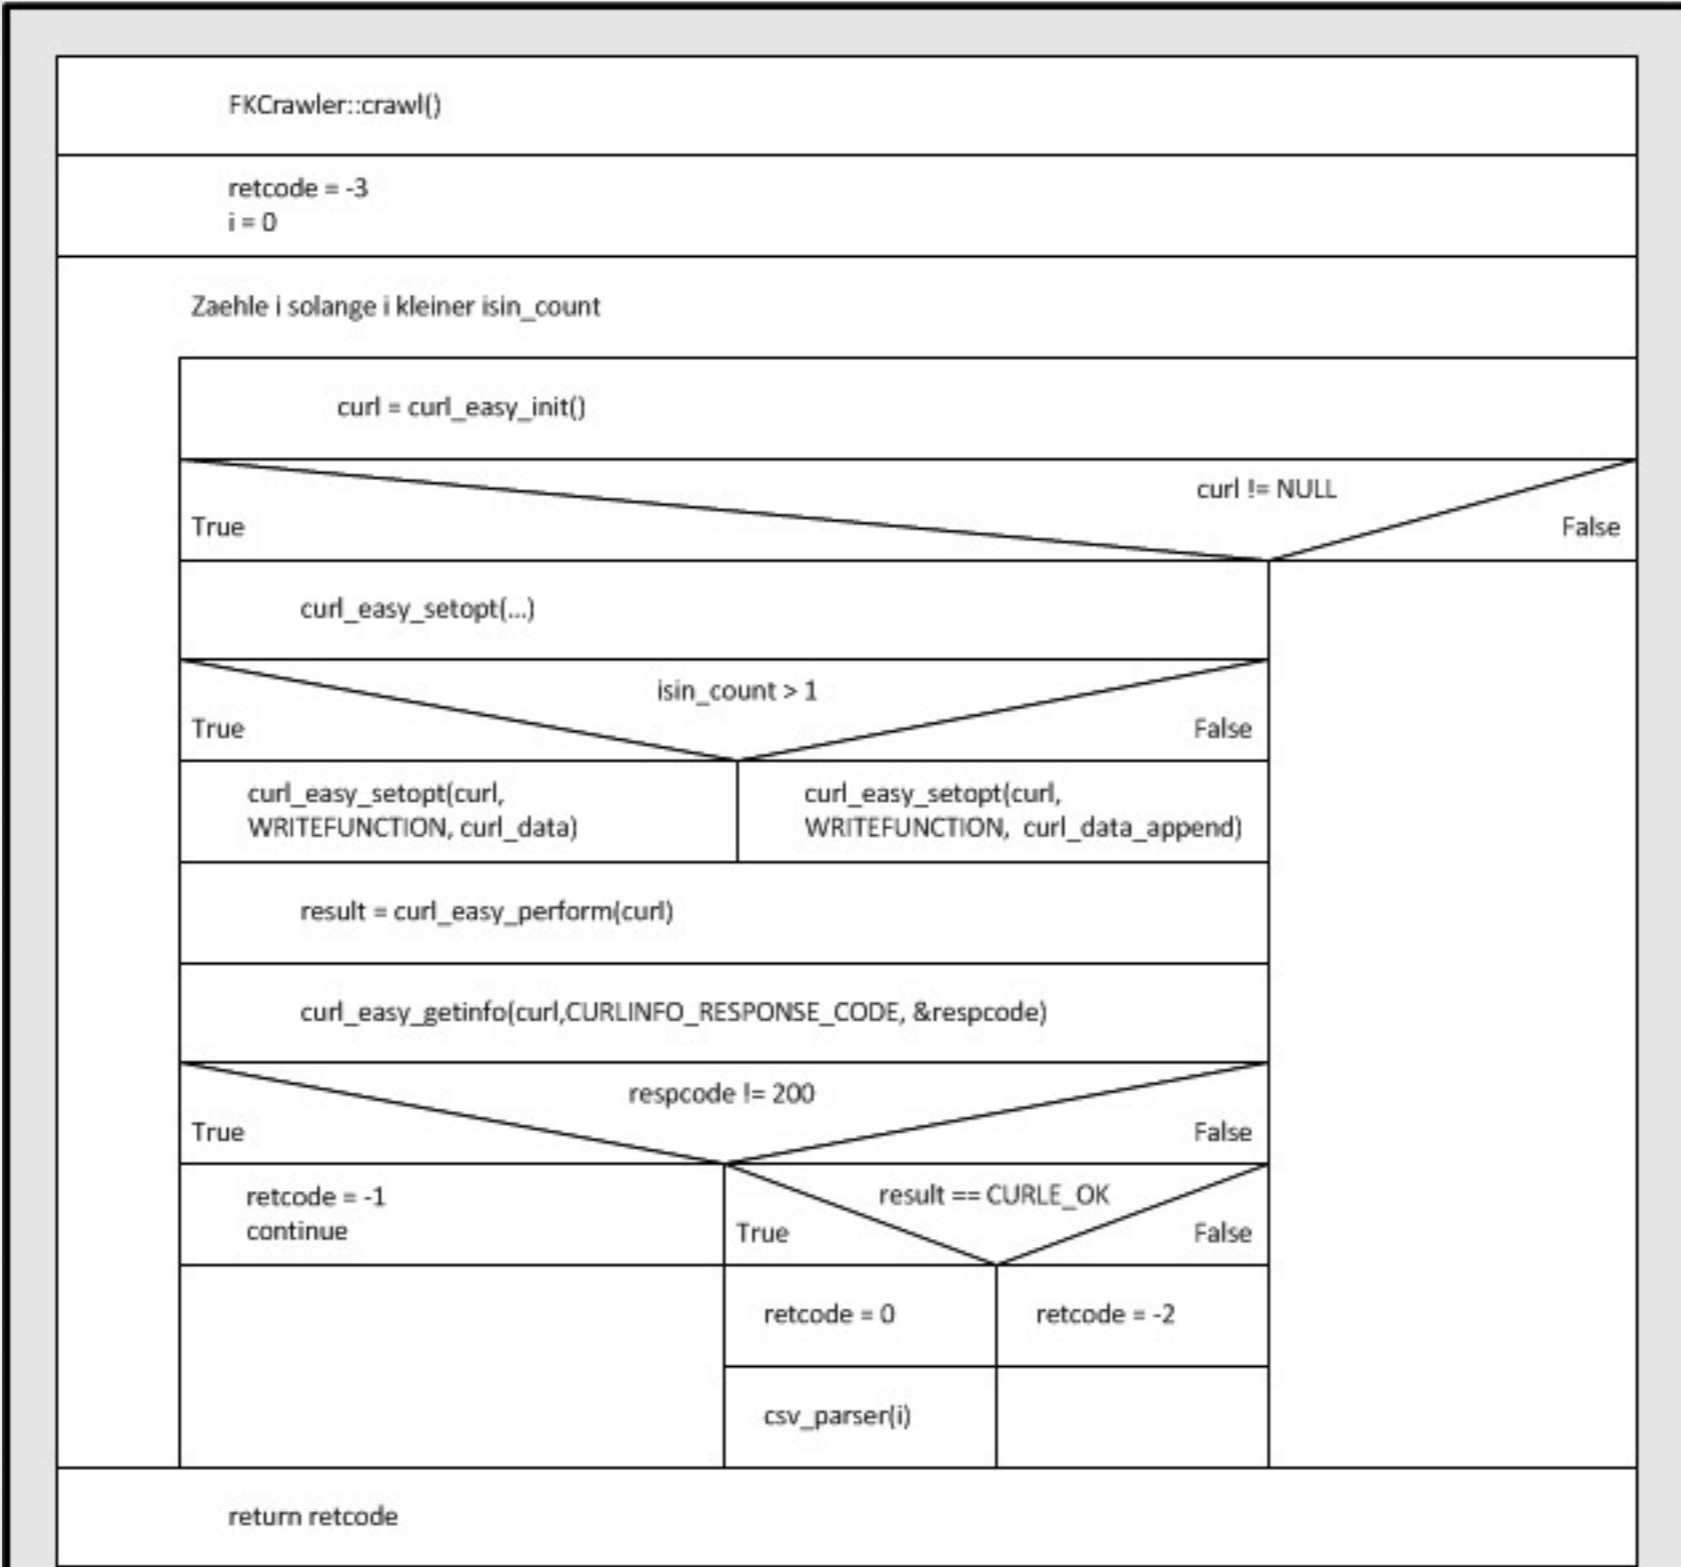 FKCrawler::crawl()
retcode = -3
i = 0
Zaehle i solange i kleiner isin_count
curl = curl_easy_init()
curl != NULL
True
False
curl_easy_setopt(...)
isin_count > 1
True
False
curl_easy_setopt(curl,
WRITEFUNCTION, curl_data)
curl_easy_setopt(curl,
WRITEFUNCTION, curl_data_append)
result = curl_easy_perform(curl)
curl_easy_getinfo(curl,CURLINFO_RESPONSE_CODE, &respcode)
respcode != 200
True
False
retcode = -1
continue
result == CURLE_OK
True
False
retcode = 0
retcode = -2
csv_parser(i)
return retcode